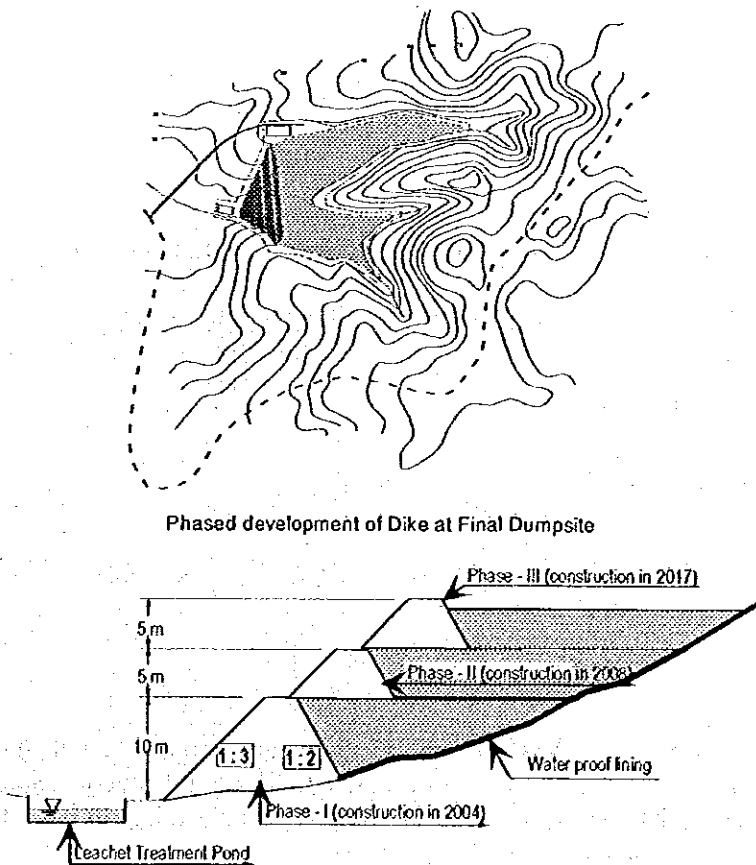 Phased development of Dike at Final Dumpsite
Phase - III (construction in 2017)
5 m
Phase - II (construction in 2008)
5 m
10 m
1 : 3
1 : 2
Water proof lining
Phase - I (construction in 2004)
Leachet Treatment Pond